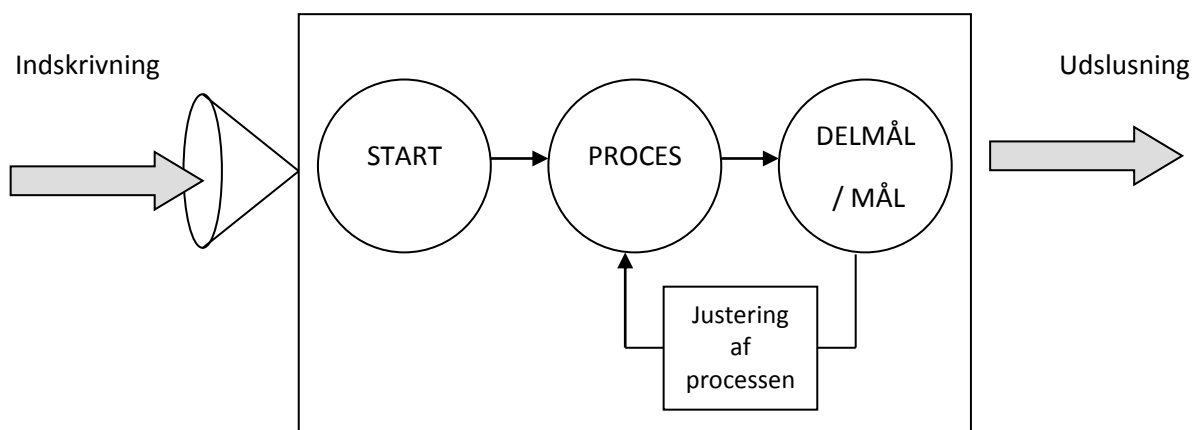 Indskrivning
Udslusning
START
PROCES
DELMÅL
/ MÅL
Justering
af
processen